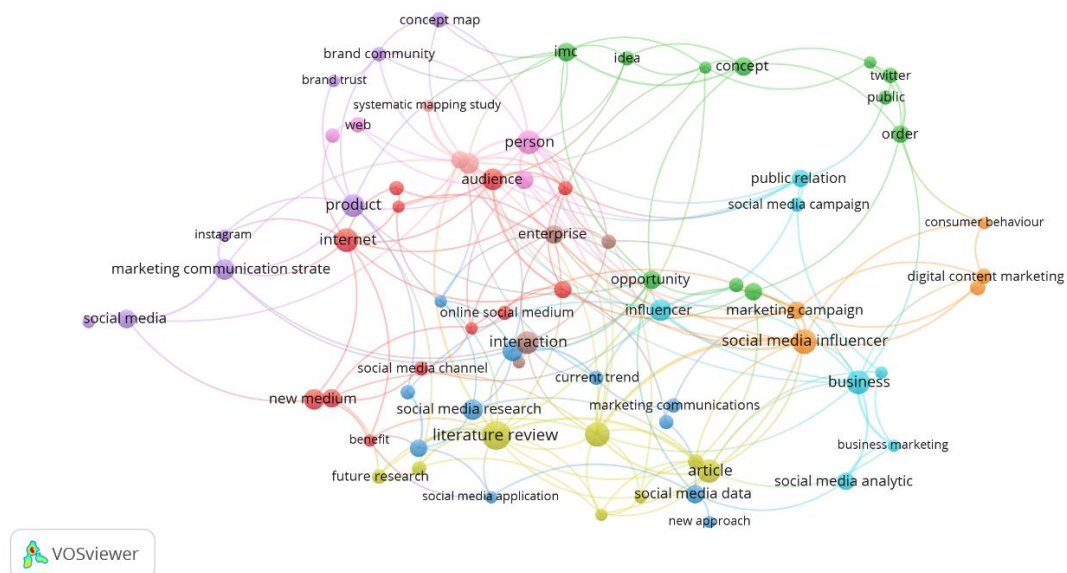 concept map
brand community
imc
idea
concept
brand trust
twitter
systematic mapping study
public
web
person
order
audience
public relation
product
social media campaign
instagram
internet
enterprise
consumer behaviour
marketing communication strate
opportunity
digital content marketing
social media
online social medium
influencer
marketing campaign
interaction
social media influencer
social media channel
current trend
business
new medium
social media research
marketing communications
benefit
literature review
business marketing
future research
article
social media analytic
social media application
social media data
new approach
VOSviewer